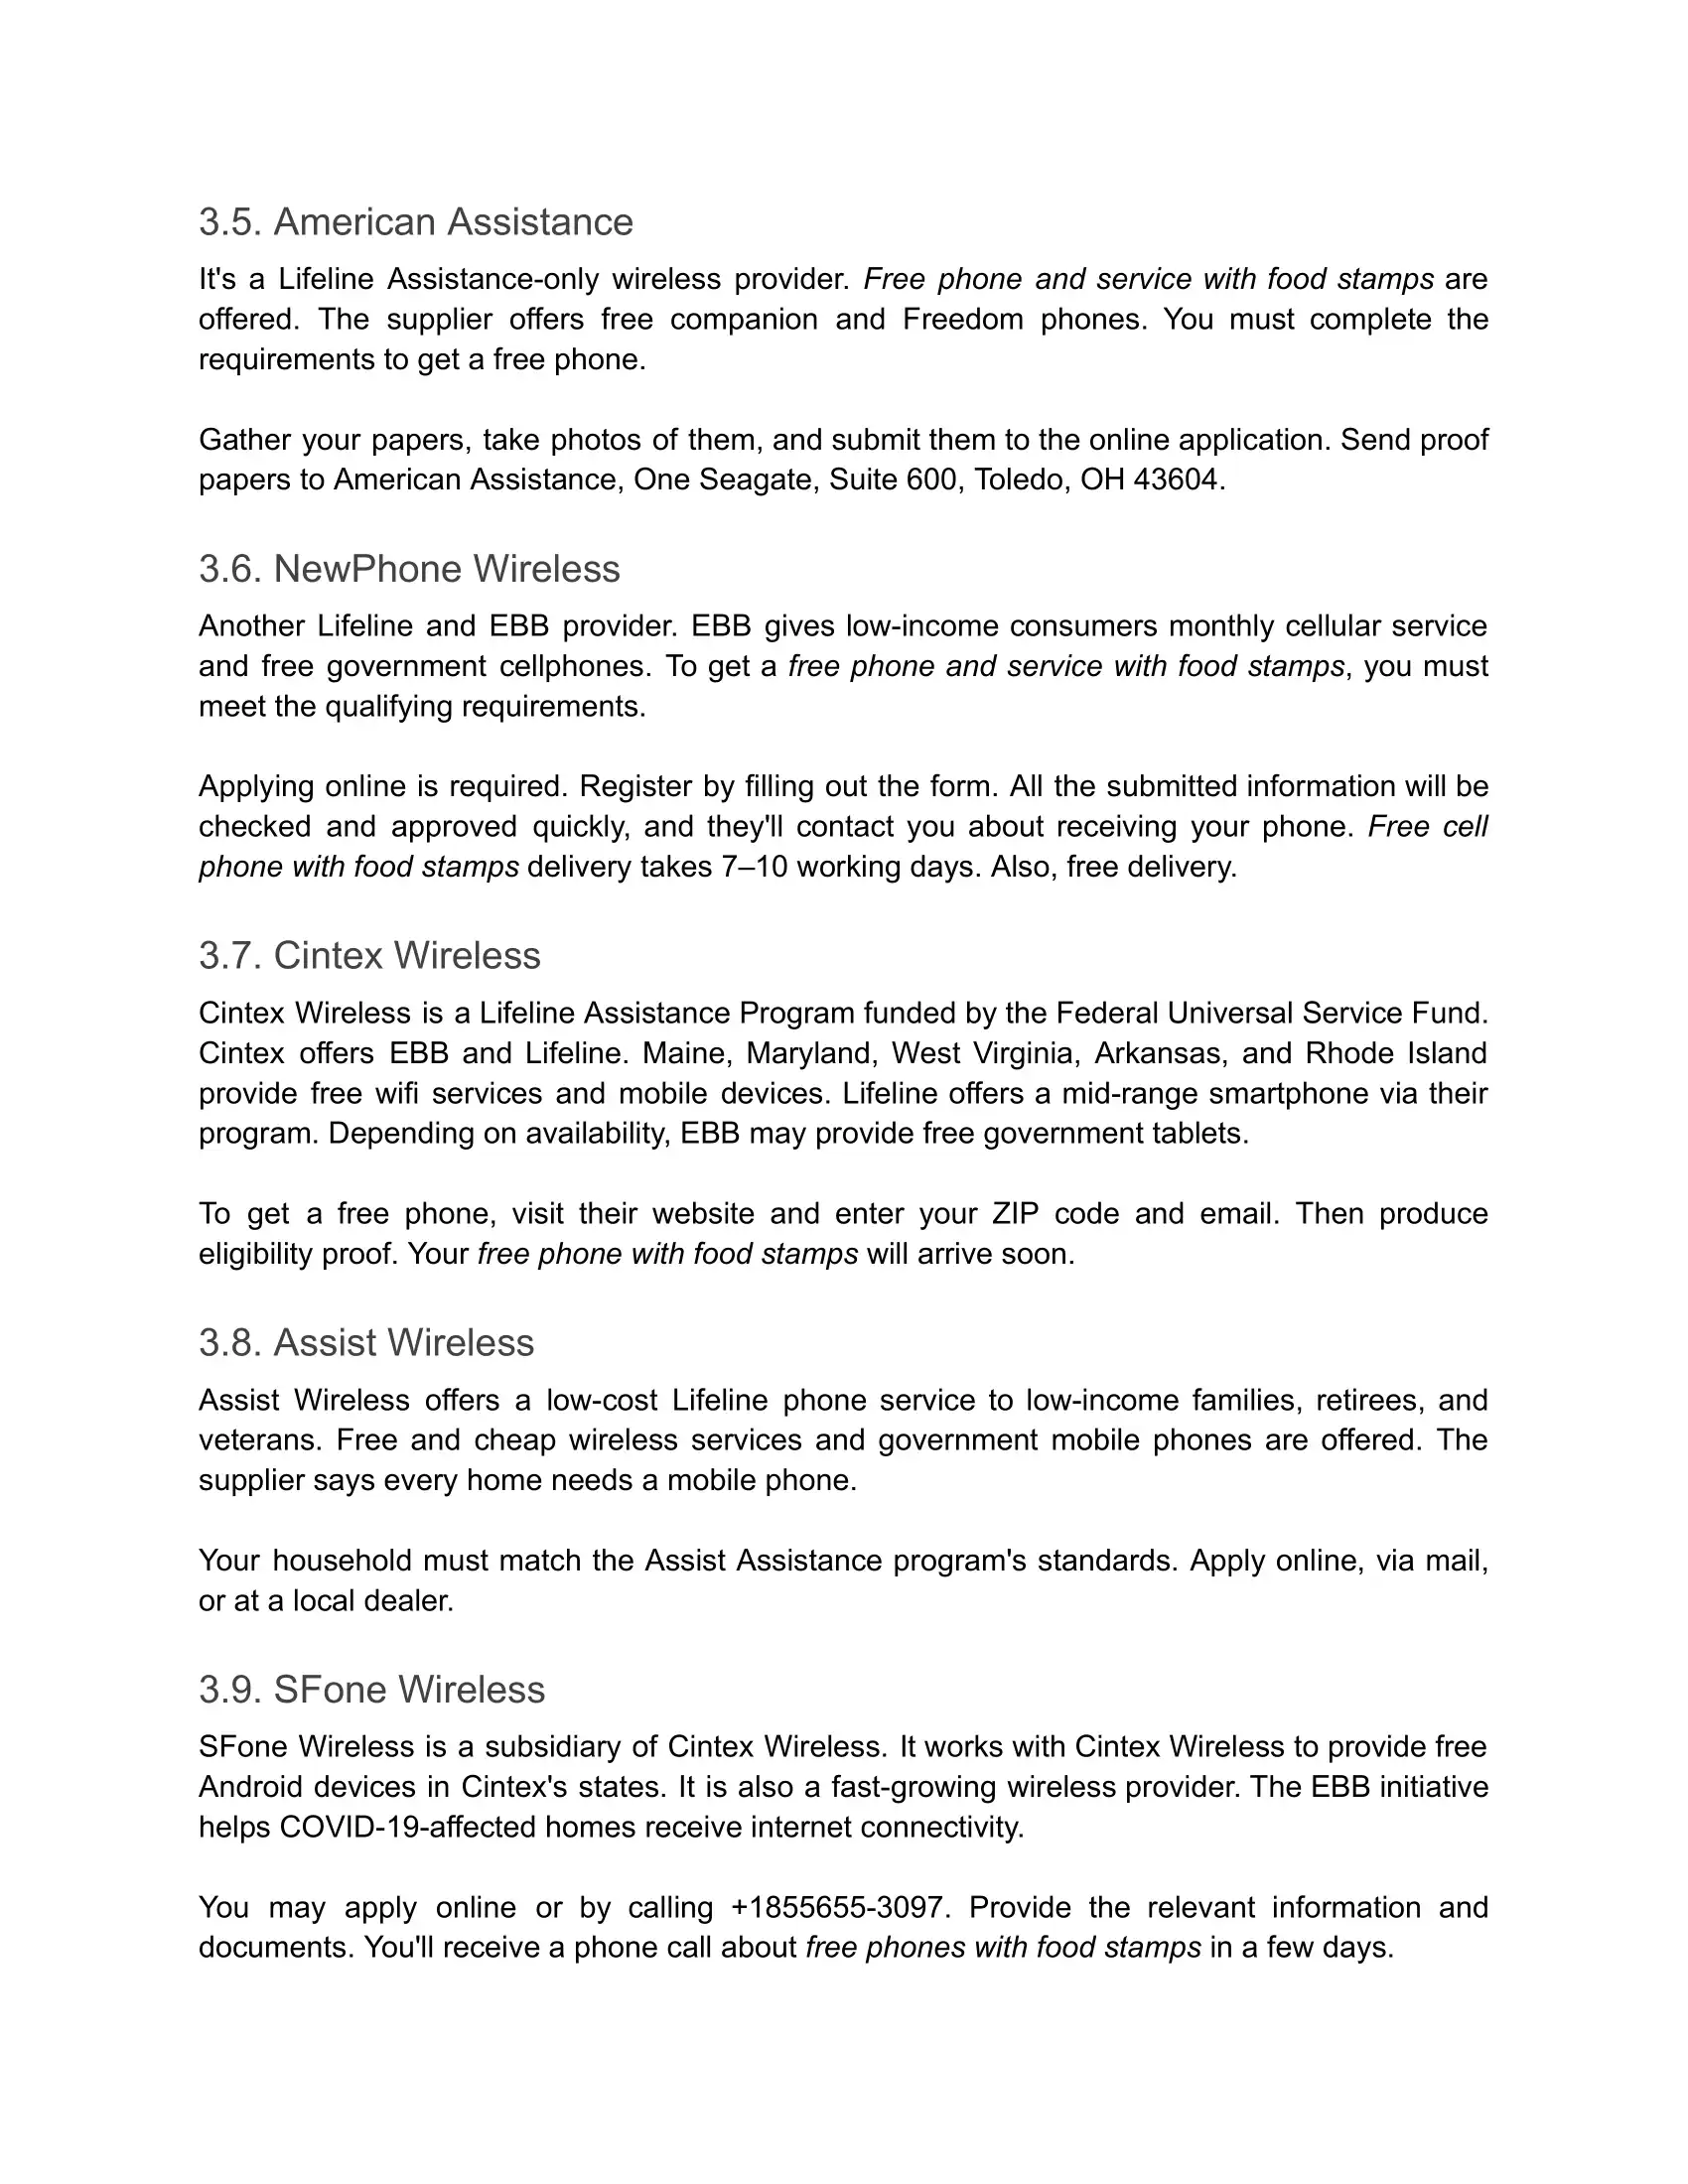 3.5. American Assistance
It's a Lifeline Assistance-only wireless provider. Free phone and service with food stamps are
offered. The supplier offers free companion and Freedom phones. You must complete the
requirements to get a free phone.
Gather your papers, take photos of them, and submit them to the online application. Send proof
papers to American Assistance, One Seagate, Suite 600, Toledo, OH 43604.
3.6. NewPhone Wireless
Another Lifeline and EBB provider. EBB gives low-income consumers monthly cellular service
and free government cellphones. To get a free phone and service with food stamps, you must
meet the qualifying requirements.
Applying online is required. Register by filling out the form. All the submitted information will be
checked and approved quickly, and they'll contact you about receiving your phone. Free cell
phone with food stamps delivery takes 7–10 working days. Also, free delivery.
3.7. Cintex Wireless
Cintex Wireless is a Lifeline Assistance Program funded by the Federal Universal Service Fund.
Cintex offers EBB and Lifeline. Maine, Maryland, West Virginia, Arkansas, and Rhode Island
provide free wifi services and mobile devices. Lifeline offers a mid-range smartphone via their
program. Depending on availability, EBB may provide free government tablets.
To get a free phone, visit their website and enter your ZIP code and email. Then produce
eligibility proof. Your free phone with food stamps will arrive soon.
3.8. Assist Wireless
Assist Wireless offers a low-cost Lifeline phone service to low-income families, retirees, and
veterans. Free and cheap wireless services and government mobile phones are offered. The
supplier says every home needs a mobile phone.
Your household must match the Assist Assistance program's standards. Apply online, via mail,
or at a local dealer.
3.9. SFone Wireless
SFone Wireless is a subsidiary of Cintex Wireless. It works with Cintex Wireless to provide free
Android devices in Cintex's states. It is also a fast-growing wireless provider. The EBB initiative
helps COVID-19-affected homes receive internet connectivity.
You may apply online or by calling +1855655-3097. Provide the relevant information and
documents. You'll receive a phone call about free phones with food stamps in a few days.